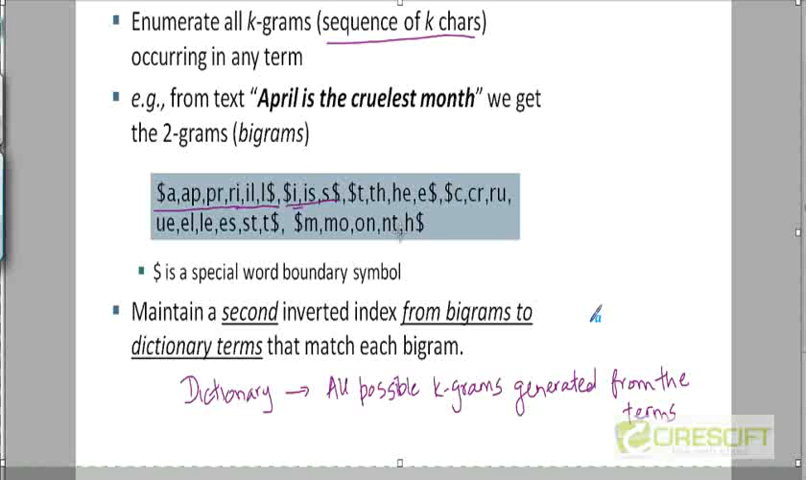 ▪ Enumerate all k-grams (sequence of k chars)
occurring in any term
▪ e.g., from text “April is the cruelest month” we get
the 2-grams (bigrams)
$a,ap,pr,ri,il,l$,$i,is,s$,$t,th,he,e$,$c,cr,ru,
ue,el,le,es,st,t$, $m,mo,on,nt,h$
▪ $ is a special word boundary symbol
▪ Maintain a second inverted index from bigrams to
dictionary terms that match each bigram.
Dictionary → All possible k-grams generated from the
terms